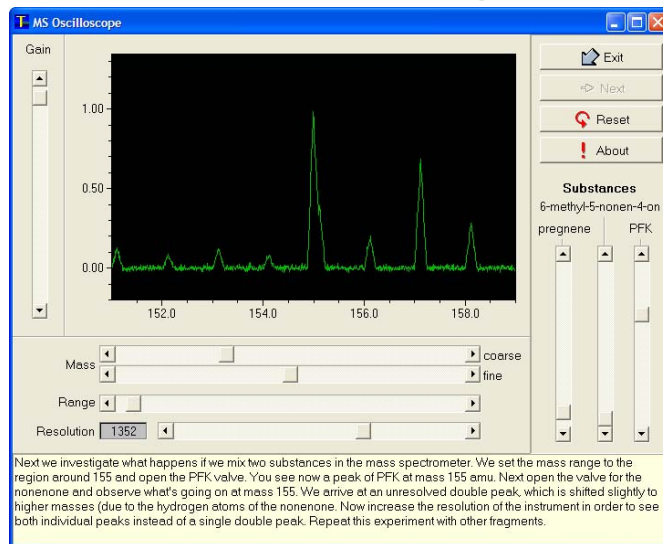 MS Oscilloscope
Gain
1.00
0.50
0.00
152.0 154.0 156.0 158.0
Mass
coarse
fine
Range
Resolution 1352
Exit
Next
Reset
About
Substances
6-methyl-5-nonen-4-on
pregnene PFK
Next we investigate what happens if we mix two substances in the mass spectrometer. We set the mass range to the
region around 155 and open the PFK valve. You see now a peak of PFK at mass 155 amu. Next open the valve for the
nonenone and observe what's going on at mass 155. We arrive at an unresolved double peak, which is shifted slightly to
higher masses (due to the hydrogen atoms of the nonenone. Now increase the resolution of the instrument in order to see
both individual peaks instead of a single double peak. Repeat this experiment with other fragments.